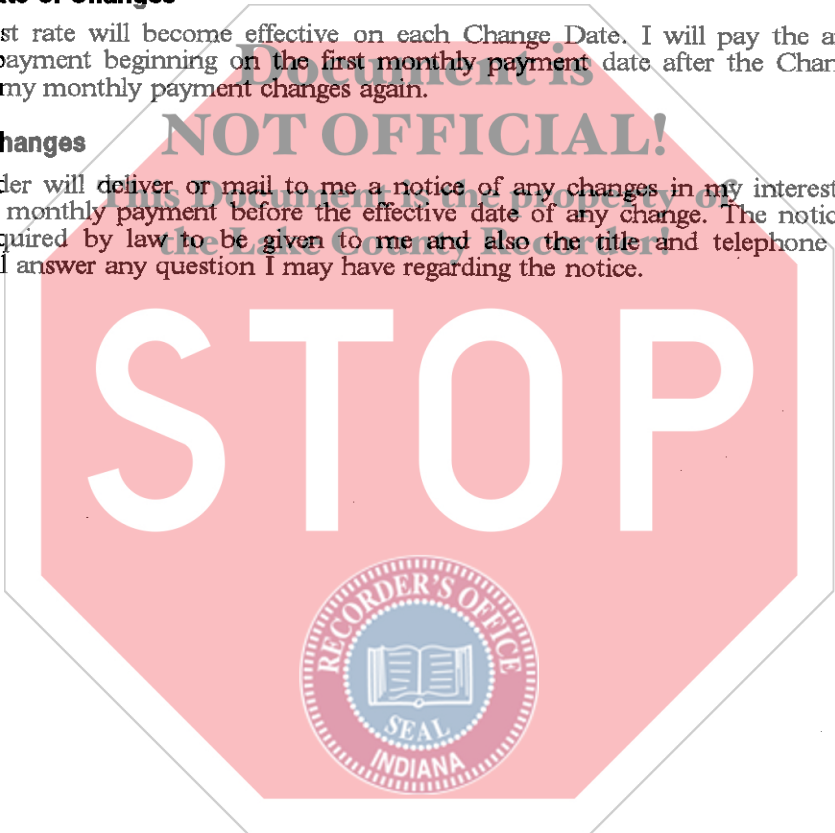 ate of Changes
st rate will become effective on each Change Date. I will pay the a
payment beginning on the first monthly payment date after the Chan
my monthly payment changes again.
hanges
der will deliver or mail to me a notice of any changes in my interest
monthly payment before the effective date of any change. The notic
quired by law to be given to me and also the title and telephone
l answer any question I may have regarding the notice.
Document is
NOT OFFICIAL!
This Document is the property of
the Lake County Recorder!
STOP
RECORDER'S OFFICE
SEAL
INDIANA